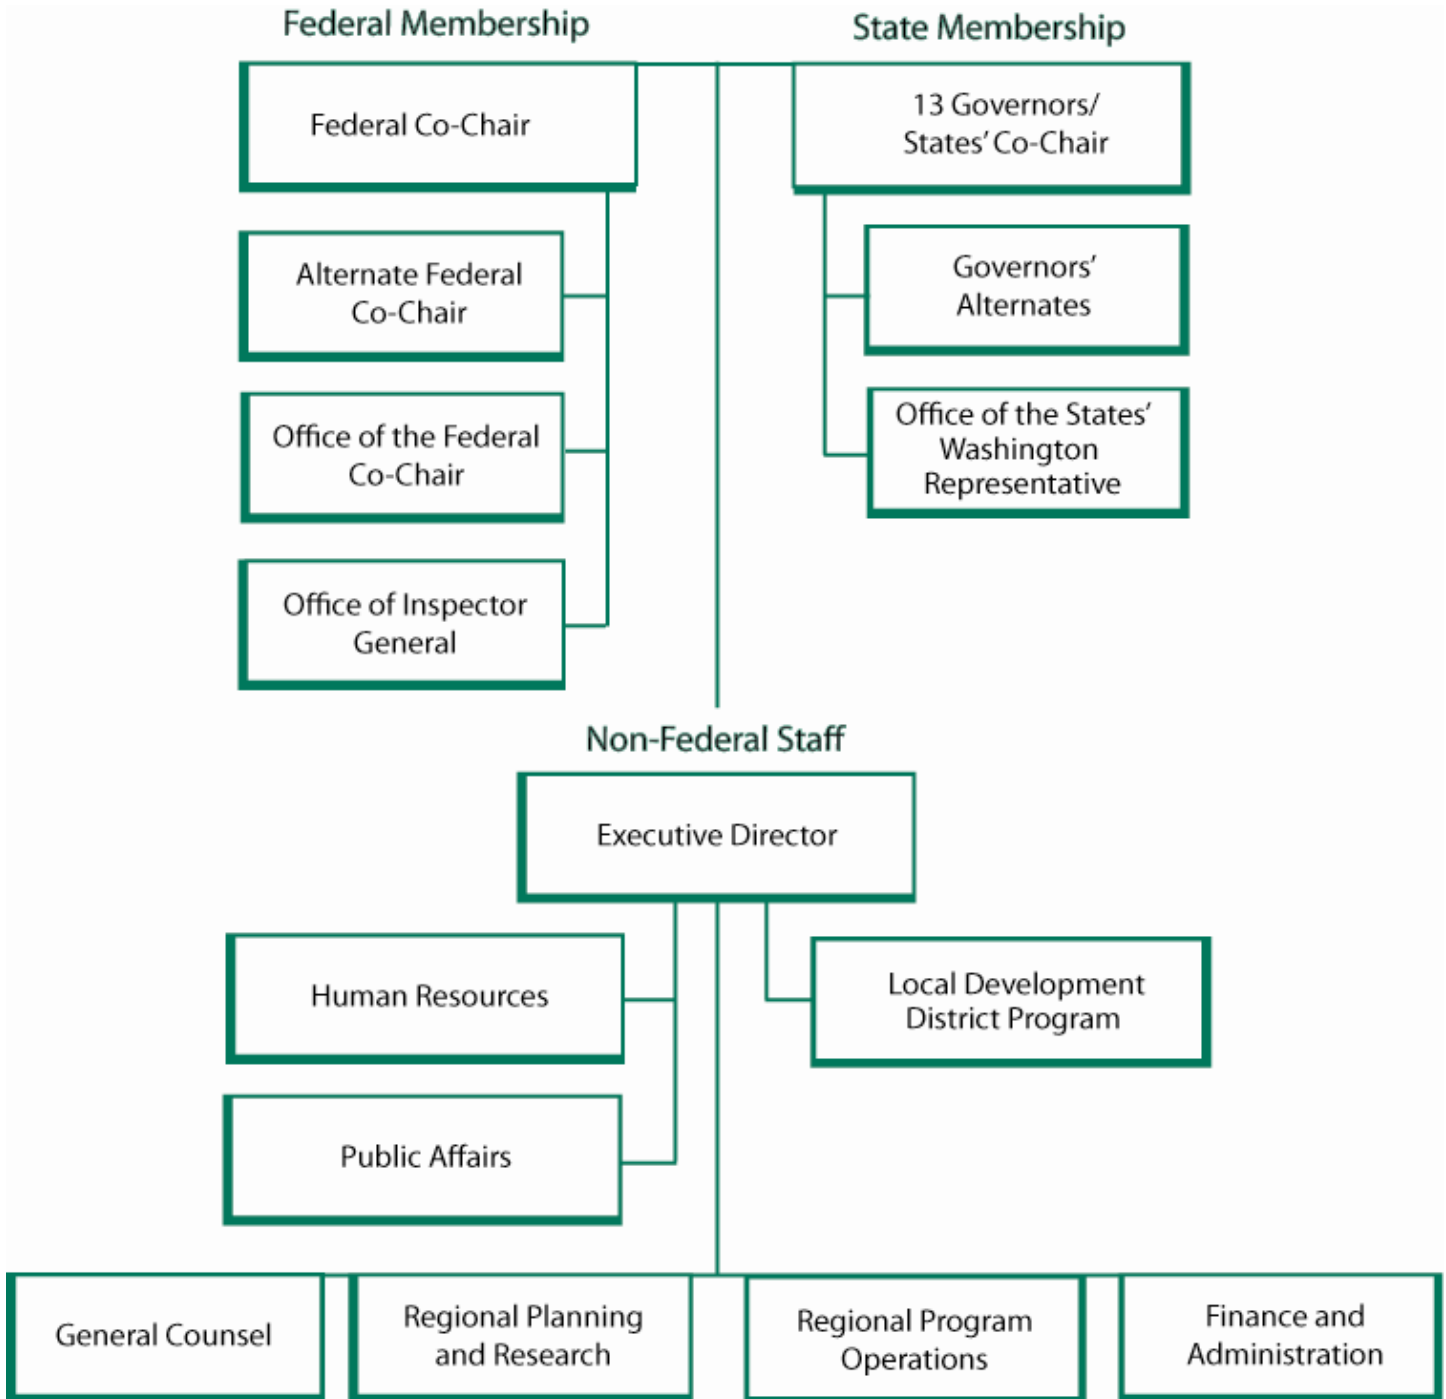 Federal Membership
State Membership
Federal Co-Chair
13 Governors/
States’ Co-Chair
Alternate Federal
Co-Chair
Governors’
Alternates
Office of the Federal
Co-Chair
Office of the States’
Washington
Representative
Office of Inspector
General
Non-Federal Staff
Executive Director
Human Resources
Local Development
District Program
Public Affairs
General Counsel
Regional Planning
and Research
Regional Program
Operations
Finance and
Administration